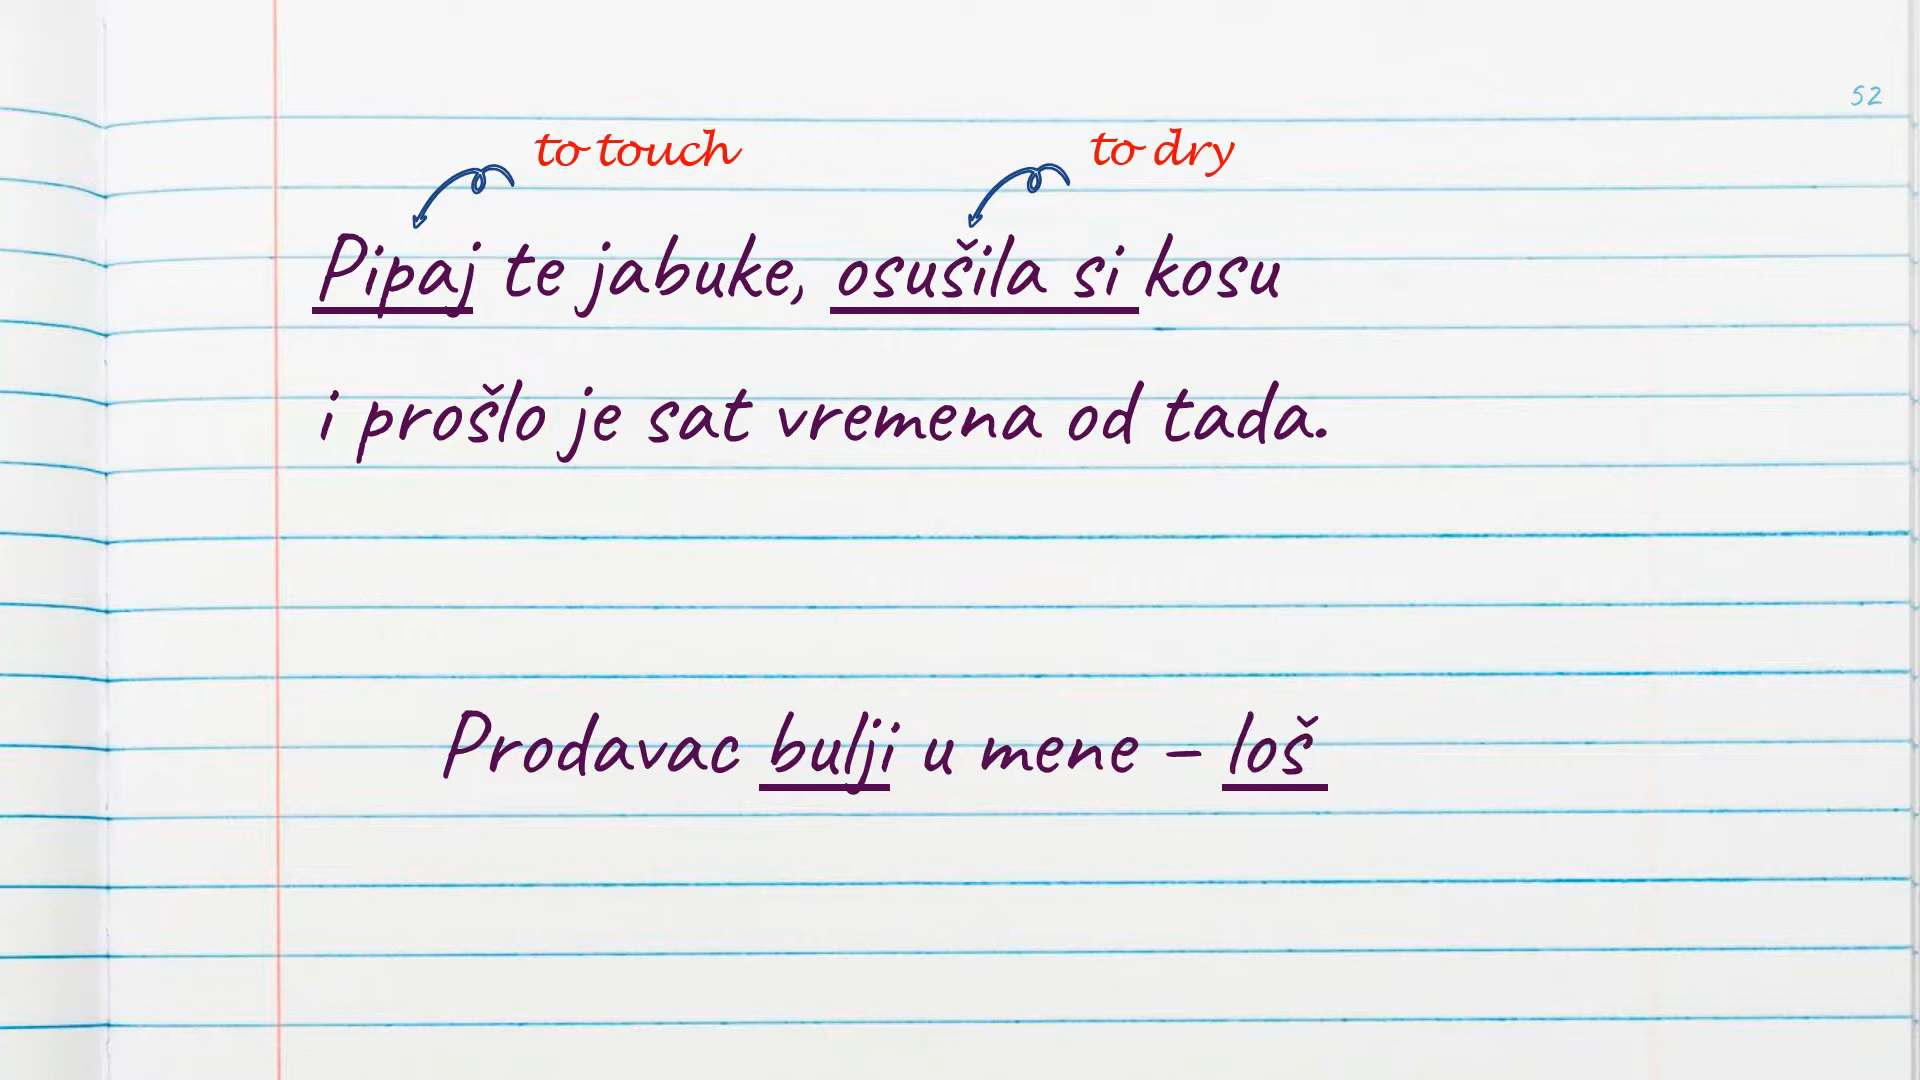 52
to touch to dry
Pipaj te jabuke, osušila si kosu
i prošlo je sat vremena od tada.
Prodavac bulji u mene – loš